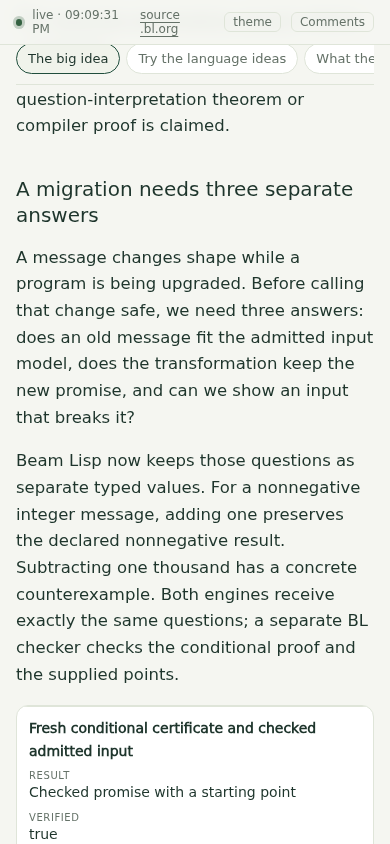 live · 09:09:31 PM
source.bl.org
theme
Comments
The big idea
Try the language ideas
What the
question-interpretation theorem or
compiler proof is claimed.
A migration needs three separate
answers
A message changes shape while a
program is being upgraded. Before calling
that change safe, we need three answers:
does an old message fit the admitted input
model, does the transformation keep the
new promise, and can we show an input
that breaks it?
Beam Lisp now keeps those questions as
separate typed values. For a nonnegative
integer message, adding one preserves
the declared nonnegative result.
Subtracting one thousand has a concrete
counterexample. Both engines receive
exactly the same questions; a separate BL
checker checks the conditional proof and
the supplied points.
Fresh conditional certificate and checked
admitted input
RESULT
Checked promise with a starting point
VERIFIED
true